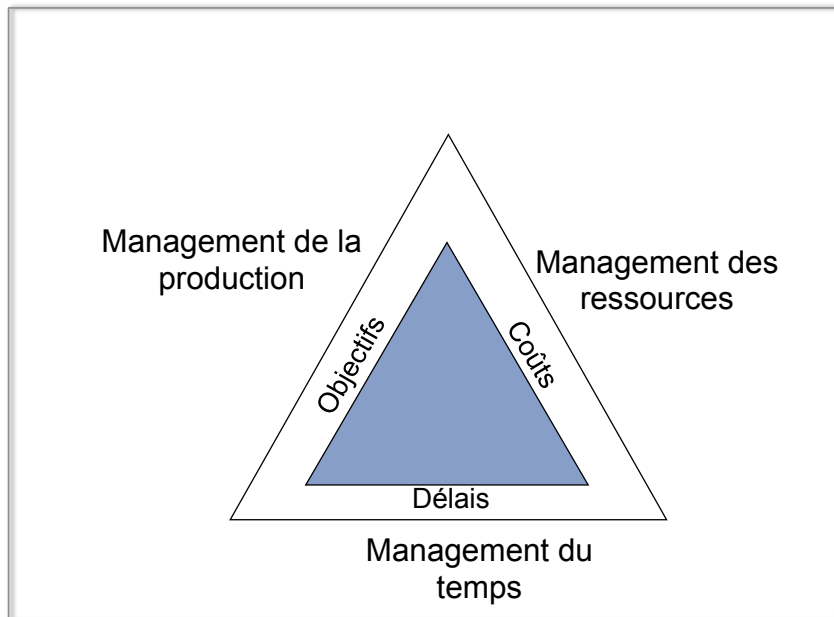 Management de la
production
Management des
ressources
Objectifs
Coûts
Délais
Management du
temps